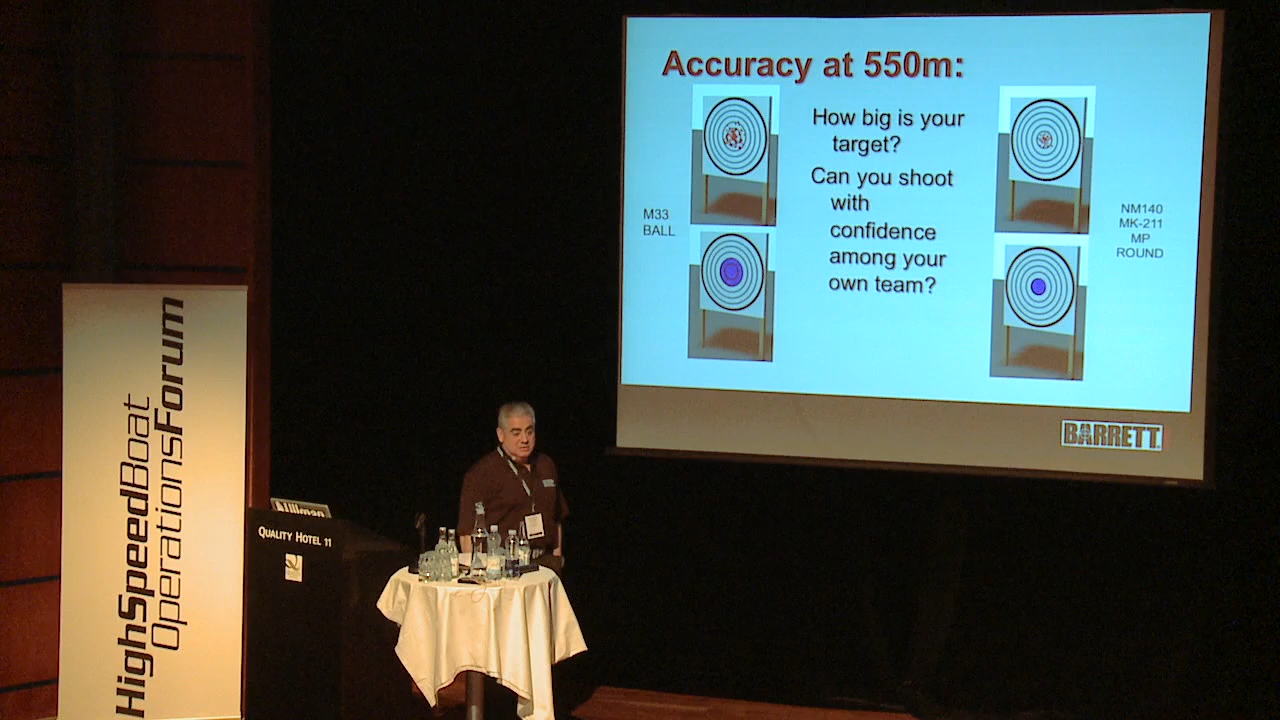 Accuracy at 550m:
How big is your
target?
Can you shoot
with
confidence
among your
own team?
M33
BALL
NM140
MK-211
MP
ROUND
BARRETT
HighSpeedBoat
OperationsForum
Ullman
QUALITY HOTEL 11